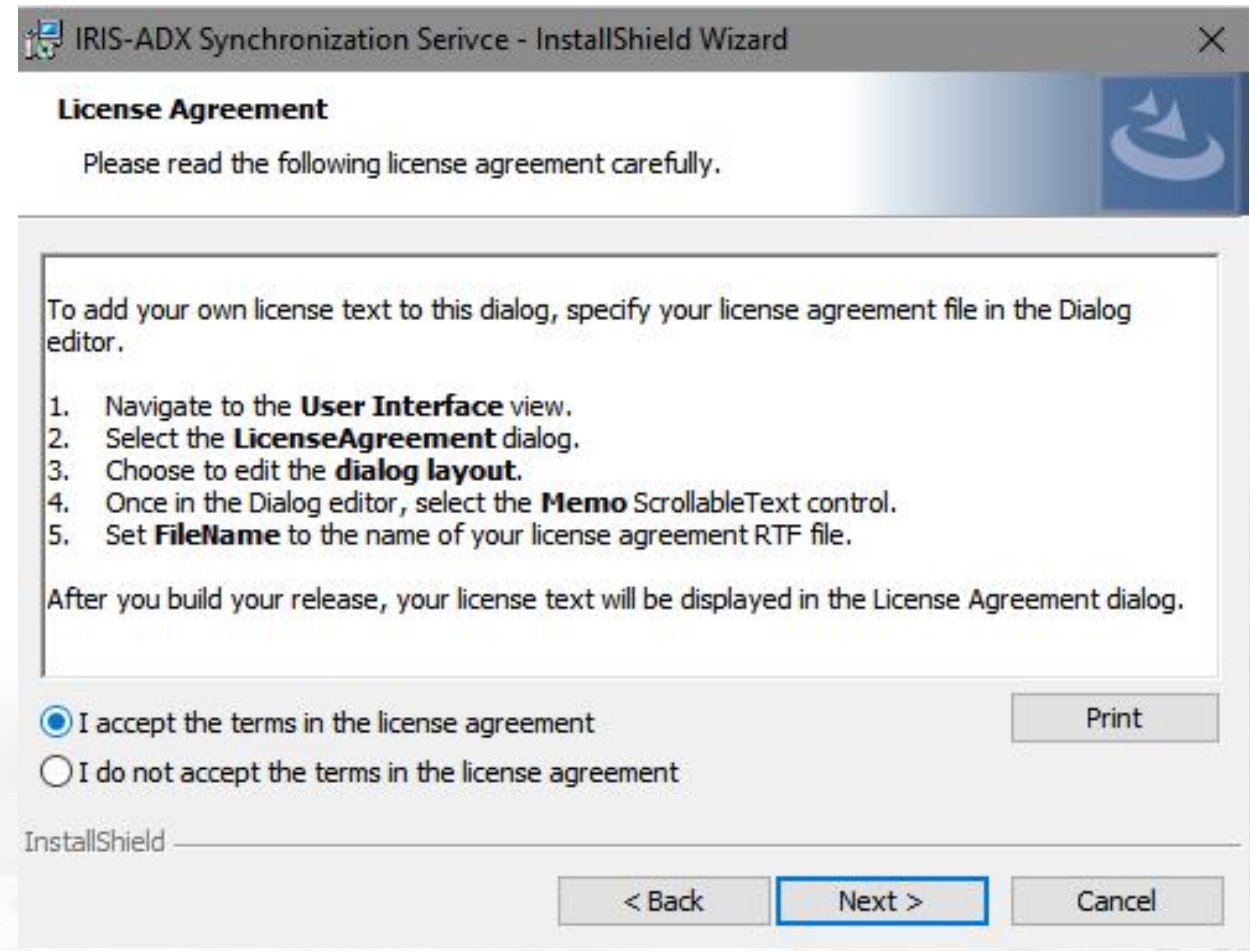 IRIS-ADX Synchronization Serivce - InstallShield Wizard
License Agreement
Please read the following license agreement carefully.
To add your own license text to this dialog, specify your license agreement file in the Dialog
editor.
1. Navigate to the User Interface view.
2. Select the LicenseAgreement dialog.
3. Choose to edit the dialog layout.
4. Once in the Dialog editor, select the Memo ScrollableText control.
5. Set FileName to the name of your license agreement RTF file.
After you build your release, your license text will be displayed in the License Agreement dialog.
I accept the terms in the license agreement
Print
I do not accept the terms in the license agreement
InstallShield
< Back
Next >
Cancel